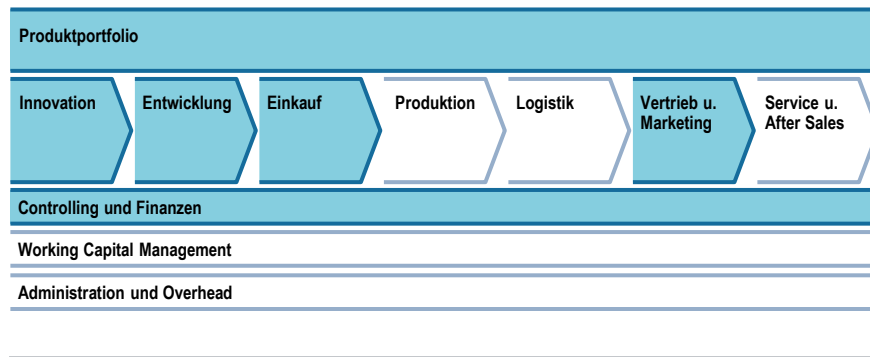 Produktportfolio
Innovation
Entwicklung
Einkauf
Produktion
Logistik
Vertrieb u.
Marketing
Service u.
After Sales
Controlling und Finanzen
Working Capital Management
Administration und Overhead